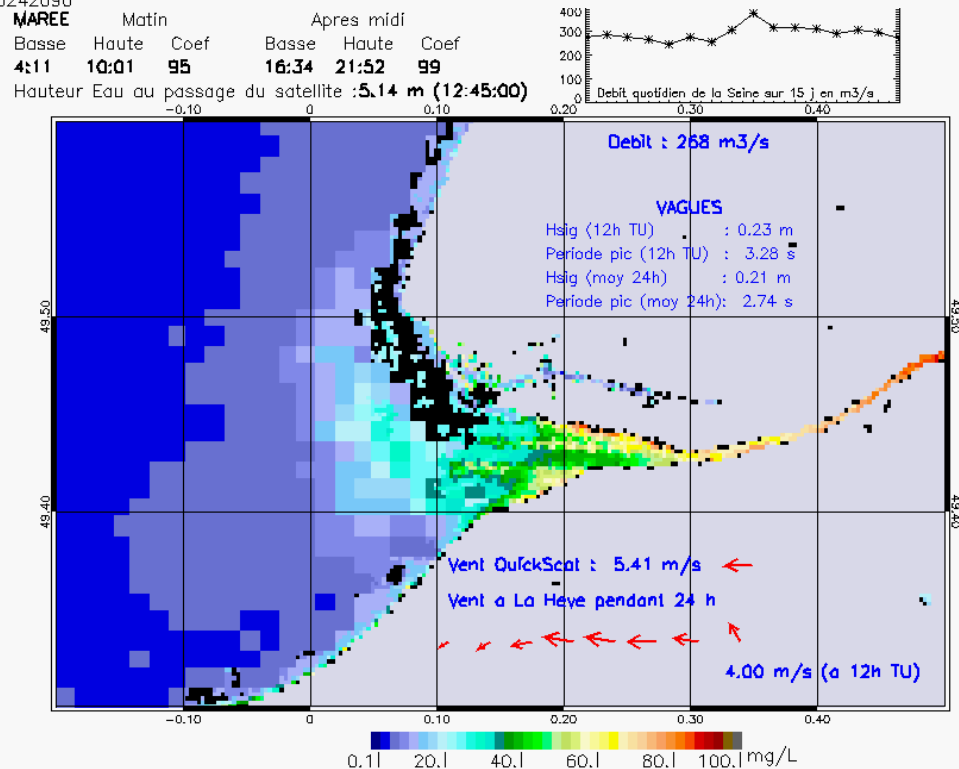 MAREE Matin Apres midi
Basse Haute Coef Basse Haute Coef
4:11 10:01 95 16:34 21:52 99
Hauteur Eau au passage du satellite :5.14 m (12:45:00)
400
300
200
100
0
Debit quotidien de la Seine sur 15 j en m3/s
-0.10 0 0.10 0.20 0.30 0.40
Debit : 268 m3/s
VAGUES
Hsig (12h TU) : 0.23 m
Periode pic (12h TU) : 3.28 s
Hsig (moy 24h) : 0.21 m
Periode pic (moy 24h): 2.74 s
49.50 49.50
49.40 49.40
Vent QuickScat : 5.41 m/s
Vent a La Heve pendant 24 h
4.00 m/s (a 12h TU)
-0.10 0 0.10 0.20 0.30 0.40
0.1 20. 40. 60. 80. 100. mg/L